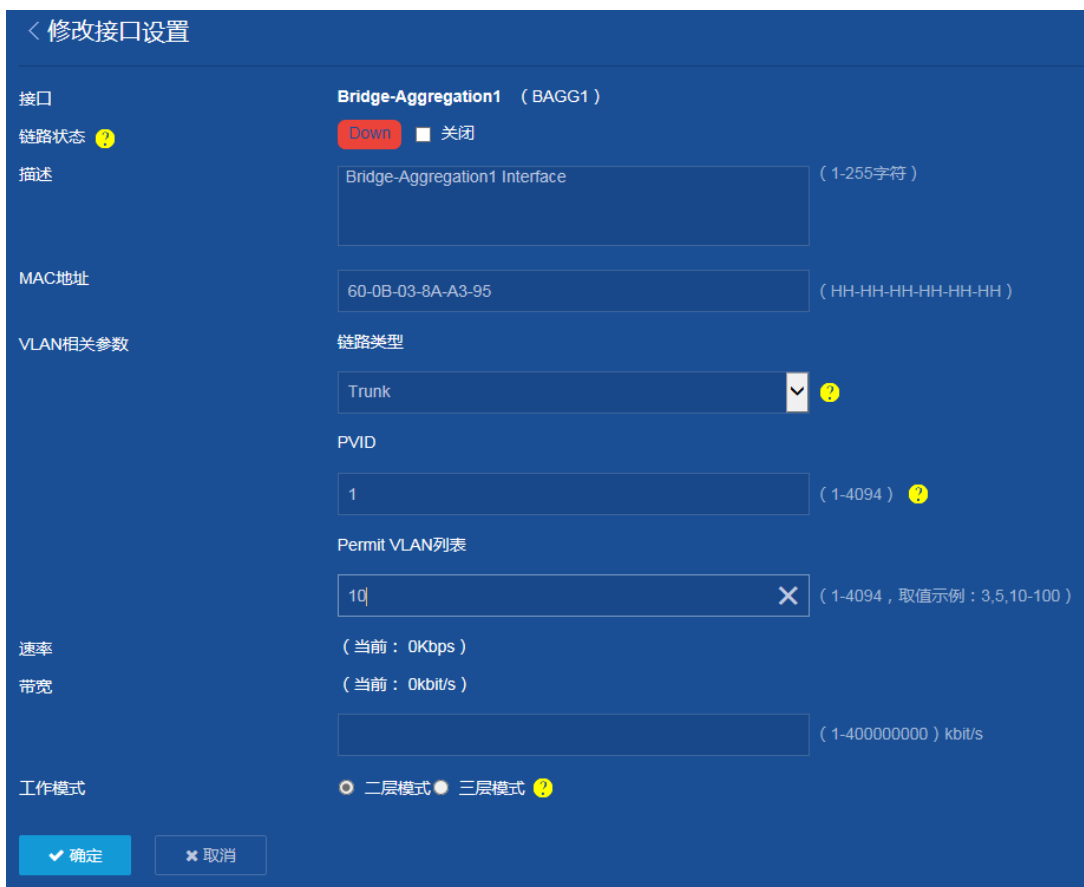 修改接口设置
接口 Bridge-Aggregation1 （BAGG1）
链路状态 ? Down 关闭
描述 Bridge-Aggregation1 Interface （1-255字符）
MAC地址 60-0B-03-8A-A3-95 （HH-HH-HH-HH-HH-HH）
VLAN相关参数 链路类型
Trunk ?
PVID
1 （1-4094） ?
Permit VLAN列表
10 （1-4094，取值示例：3,5,10-100）
速率 （当前： 0Kbps）
带宽 （当前： 0kbit/s）
（1-400000000）kbit/s
工作模式 二层模式 三层模式 ?
确定 取消